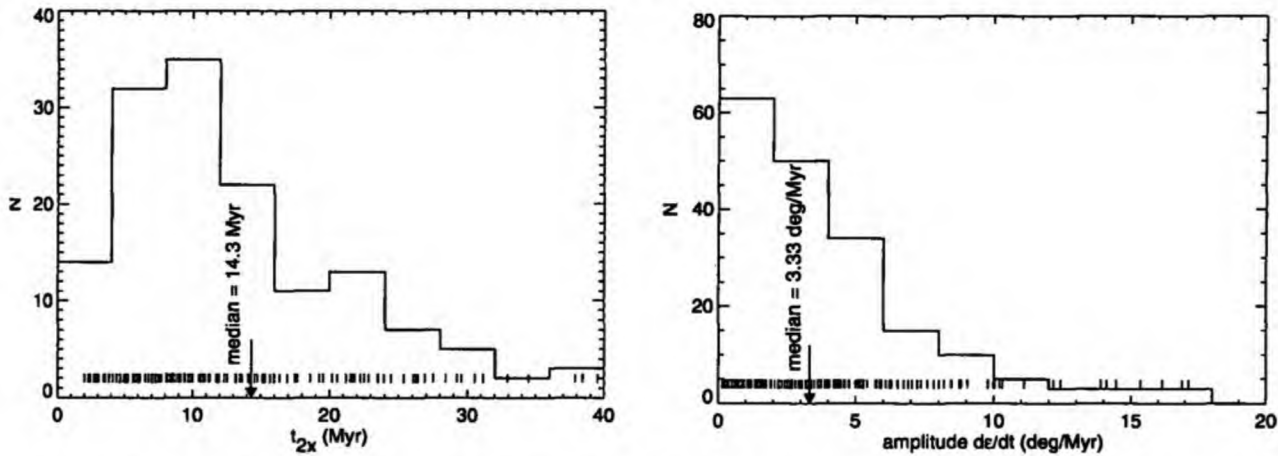 40
30
20
10
0
N
median = 14.3 Myr
0 10 20 30 40
t2x (Myr)
80
60
40
20
0
N
median = 3.33 deg/Myr
0 5 10 15 20
amplitude dε/dt (deg/Myr)